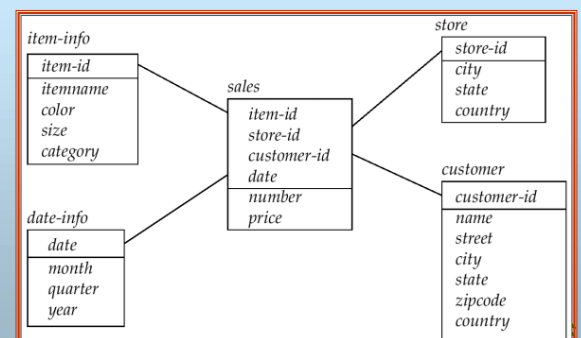 item-info
item-id
itemname
color
size
category
date-info
date
month
quarter
year
sales
item-id
store-id
customer-id
date
number
price
store
store-id
city
state
country
customer
customer-id
name
street
city
state
zipcode
country